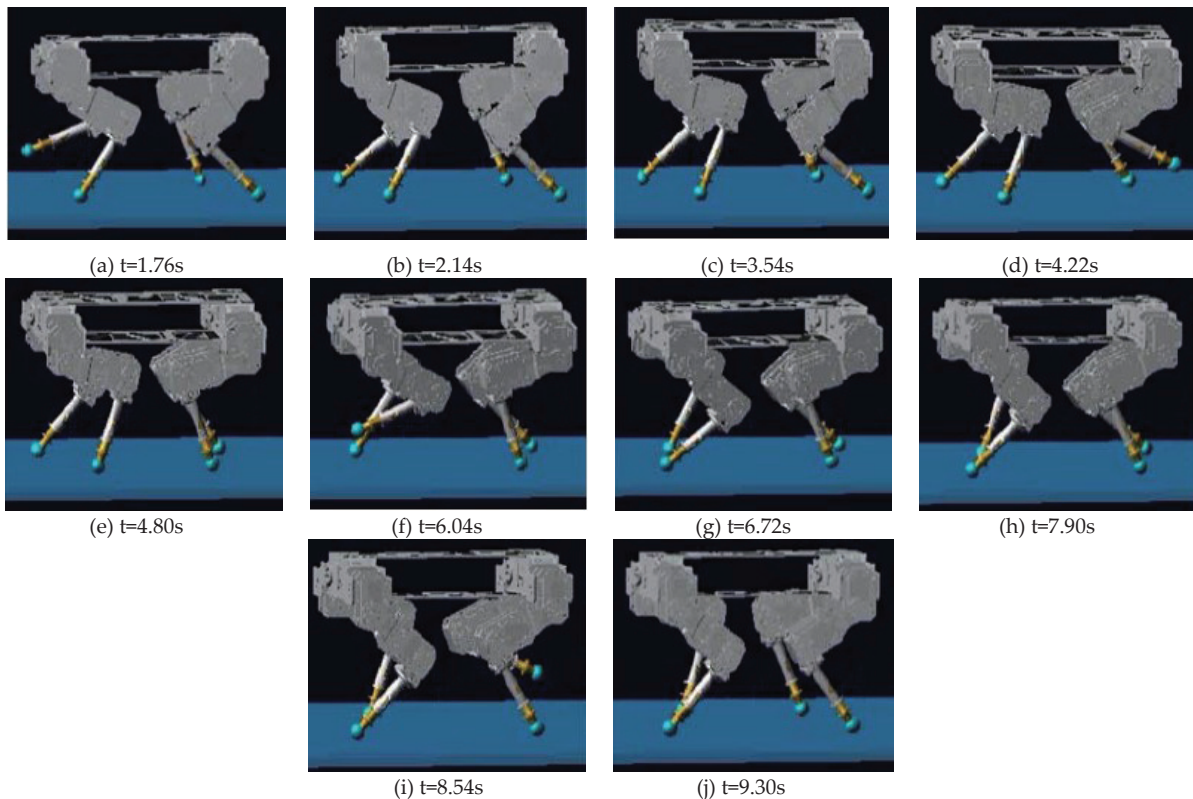 (a) t=1.76s
(b) t=2.14s
(c) t=3.54s
(d) t=4.22s
(e) t=4.80s
(f) t=6.04s
(g) t=6.72s
(h) t=7.90s
(i) t=8.54s
(j) t=9.30s